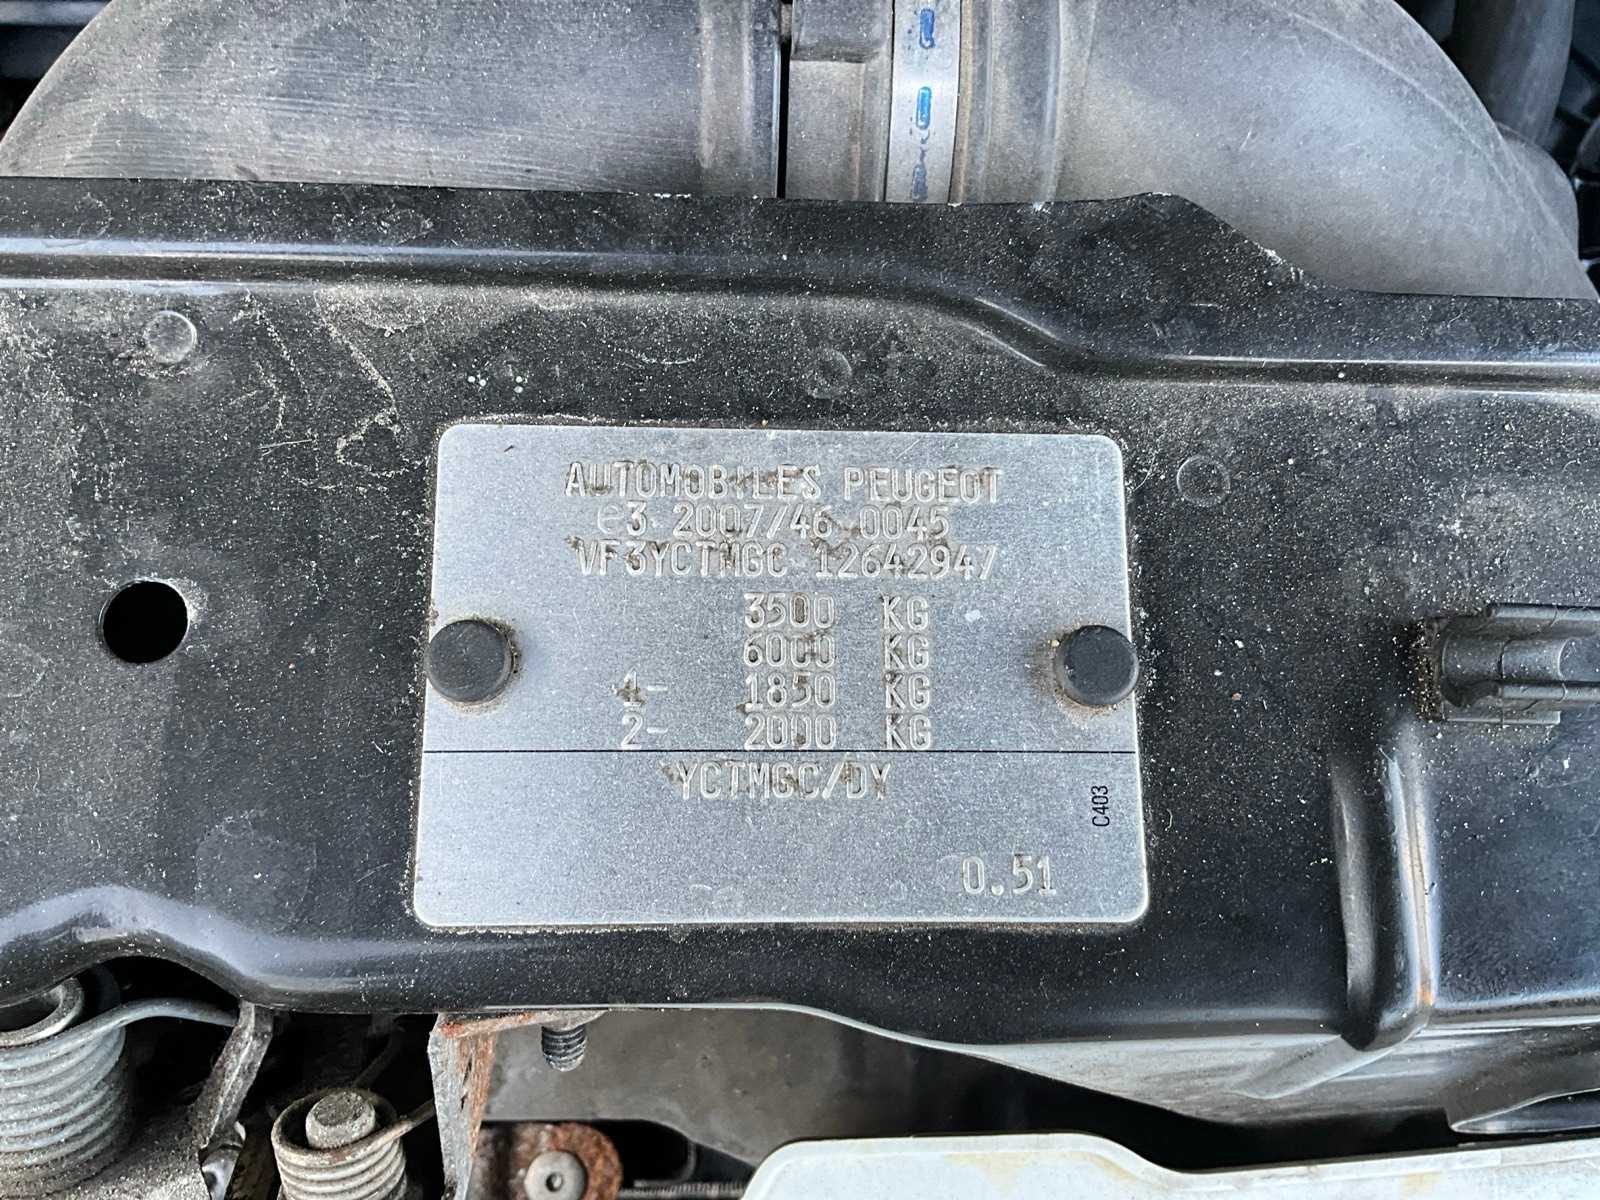 AUTOMOBILES PEUGEOT
e3 2007/46 0045
VF3YCTMGC 12642947
3500 KG
6000 KG
1- 1850 KG
2- 2000 KG
YCTMGC/DY
C403
0.51